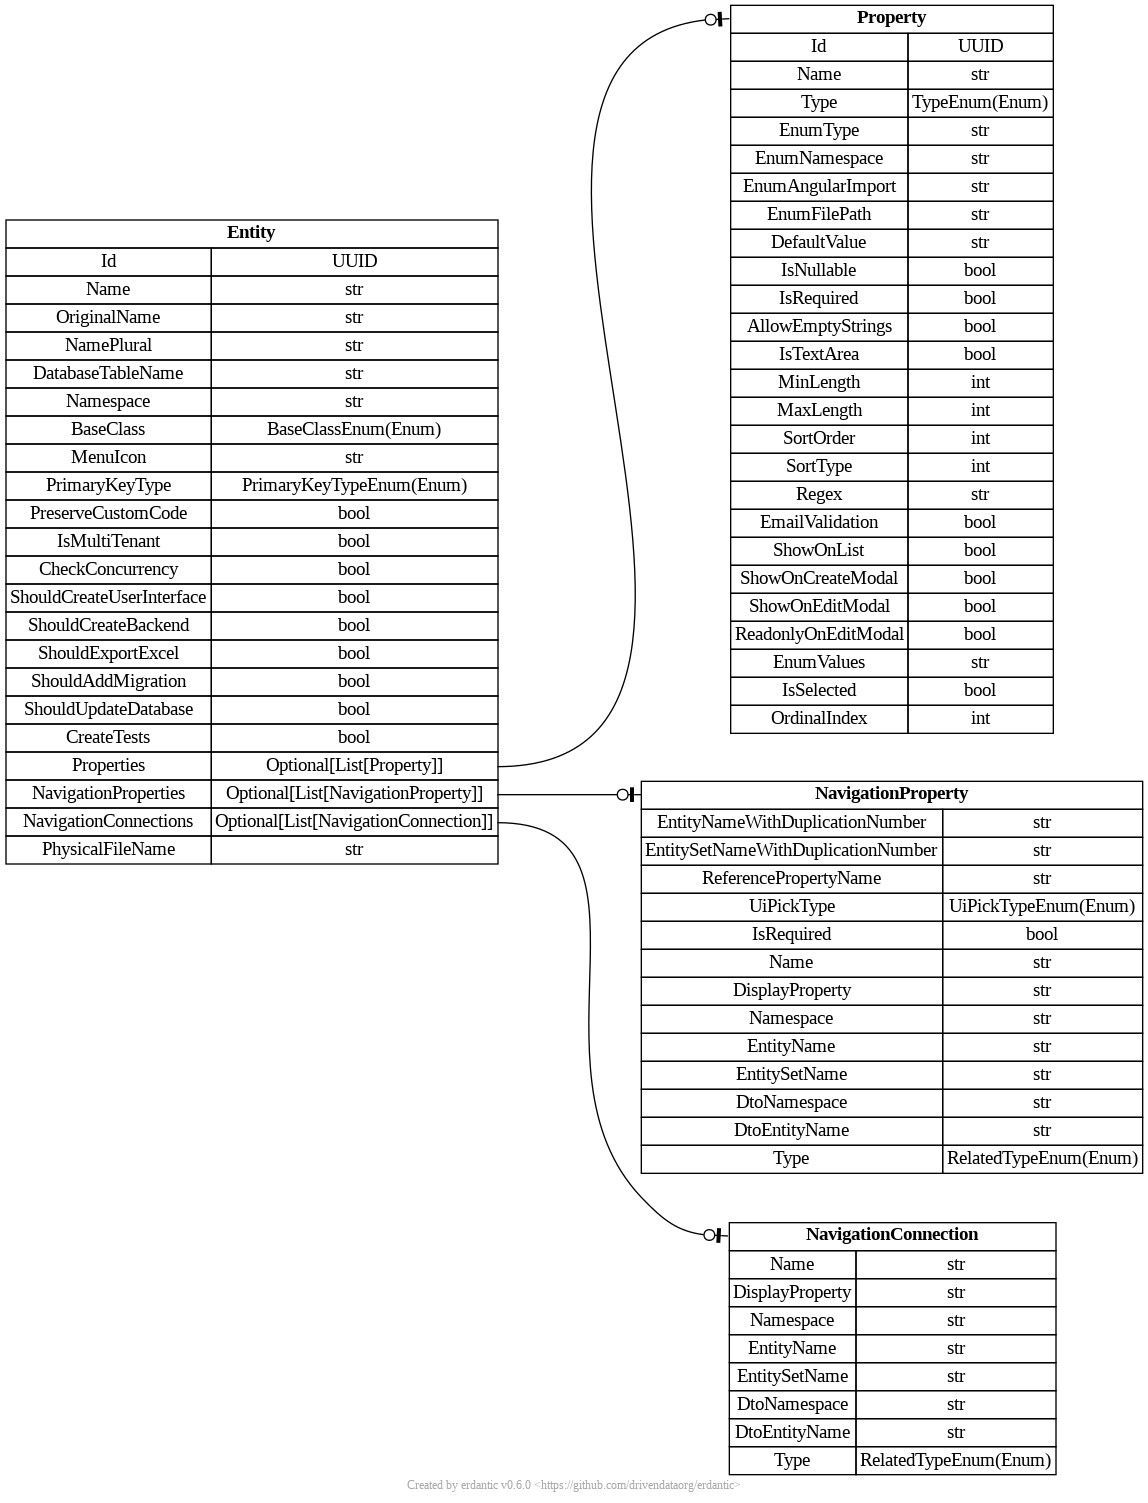 Entity
Id UUID
Name str
OriginalName str
NamePlural str
DatabaseTableName str
Namespace str
BaseClass BaseClassEnum(Enum)
MenuIcon str
PrimaryKeyType PrimaryKeyTypeEnum(Enum)
PreserveCustomCode bool
IsMultiTenant bool
CheckConcurrency bool
ShouldCreateUserInterface bool
ShouldCreateBackend bool
ShouldExportExcel bool
ShouldAddMigration bool
ShouldUpdateDatabase bool
CreateTests bool
Properties Optional[List[Property]]
NavigationProperties Optional[List[NavigationProperty]]
NavigationConnections Optional[List[NavigationConnection]]
PhysicalFileName str
Property
Id UUID
Name str
Type TypeEnum(Enum)
EnumType str
EnumNamespace str
EnumAngularImport str
EnumFilePath str
DefaultValue str
IsNullable bool
IsRequired bool
AllowEmptyStrings bool
IsTextArea bool
MinLength int
MaxLength int
SortOrder int
SortType int
Regex str
EmailValidation bool
ShowOnList bool
ShowOnCreateModal bool
ShowOnEditModal bool
ReadonlyOnEditModal bool
EnumValues str
IsSelected bool
OrdinalIndex int
NavigationProperty
EntityNameWithDuplicationNumber str
EntitySetNameWithDuplicationNumber str
ReferencePropertyName str
UiPickType UiPickTypeEnum(Enum)
IsRequired bool
Name str
DisplayProperty str
Namespace str
EntityName str
EntitySetName str
DtoNamespace str
DtoEntityName str
Type RelatedTypeEnum(Enum)
NavigationConnection
Name str
DisplayProperty str
Namespace str
EntityName str
EntitySetName str
DtoNamespace str
DtoEntityName str
Type RelatedTypeEnum(Enum)
Created by erdantic v0.6.0 <https://github.com/drivendataorg/erdantic>